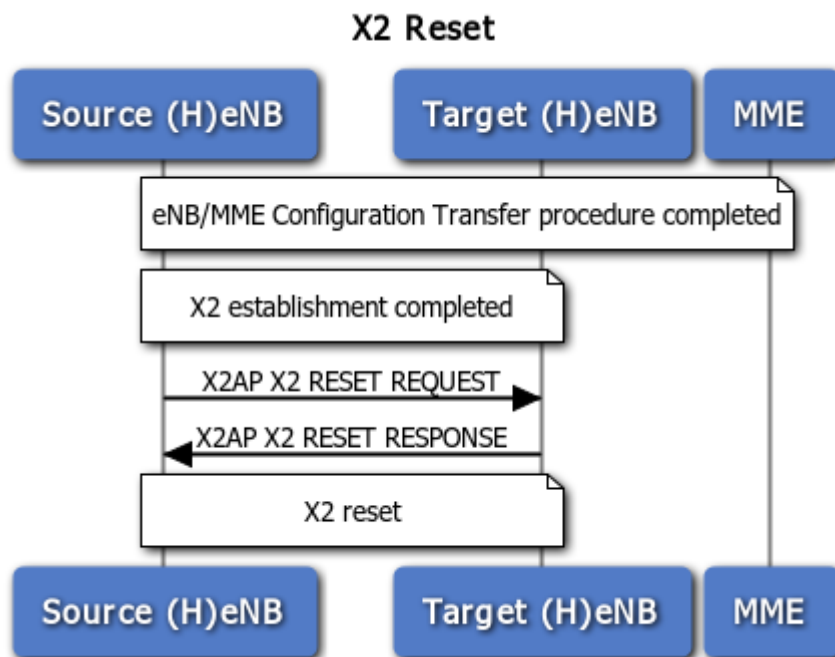 X2 Reset
Source (H)eNB
Target (H)eNB
MME
eNB/MME Configuration Transfer procedure completed
X2 establishment completed
X2AP X2 RESET REQUEST
X2AP X2 RESET RESPONSE
X2 reset
Source (H)eNB
Target (H)eNB
MME